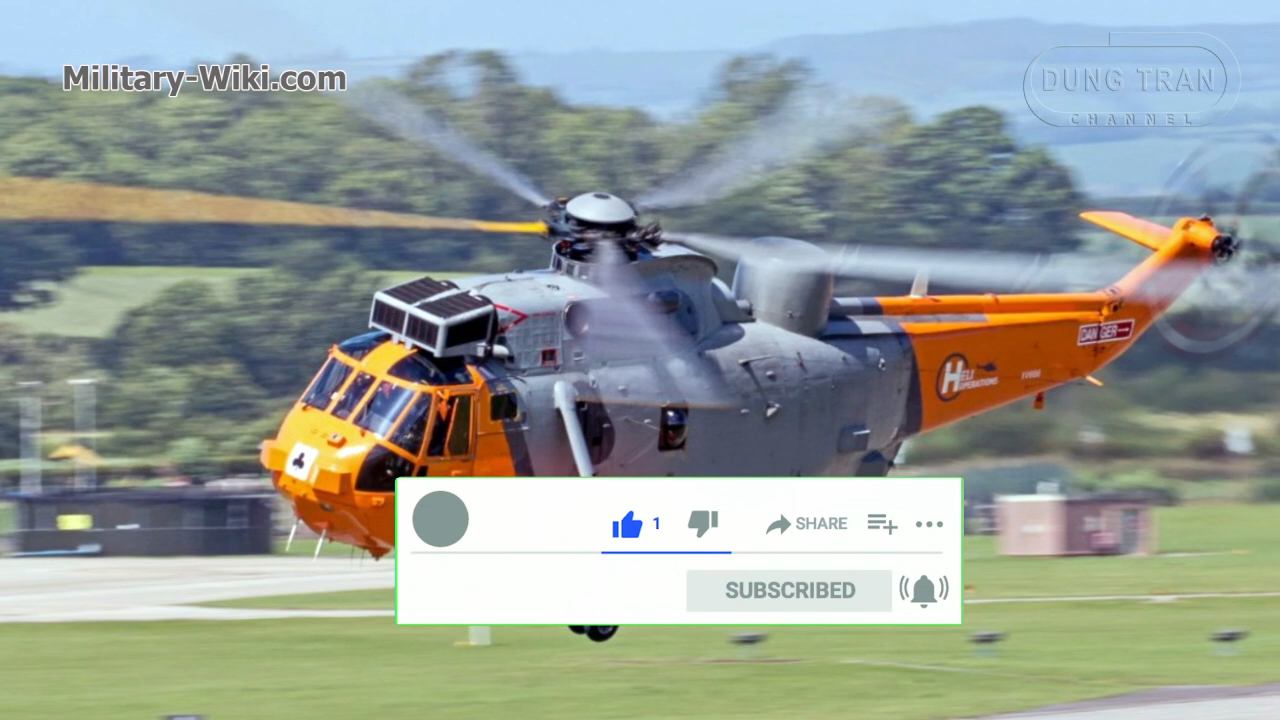 Military-Wiki.com
DUNG TRAN
CHANNEL
DANGER
HELI
OPERATIONS
1
SHARE
SUBSCRIBED